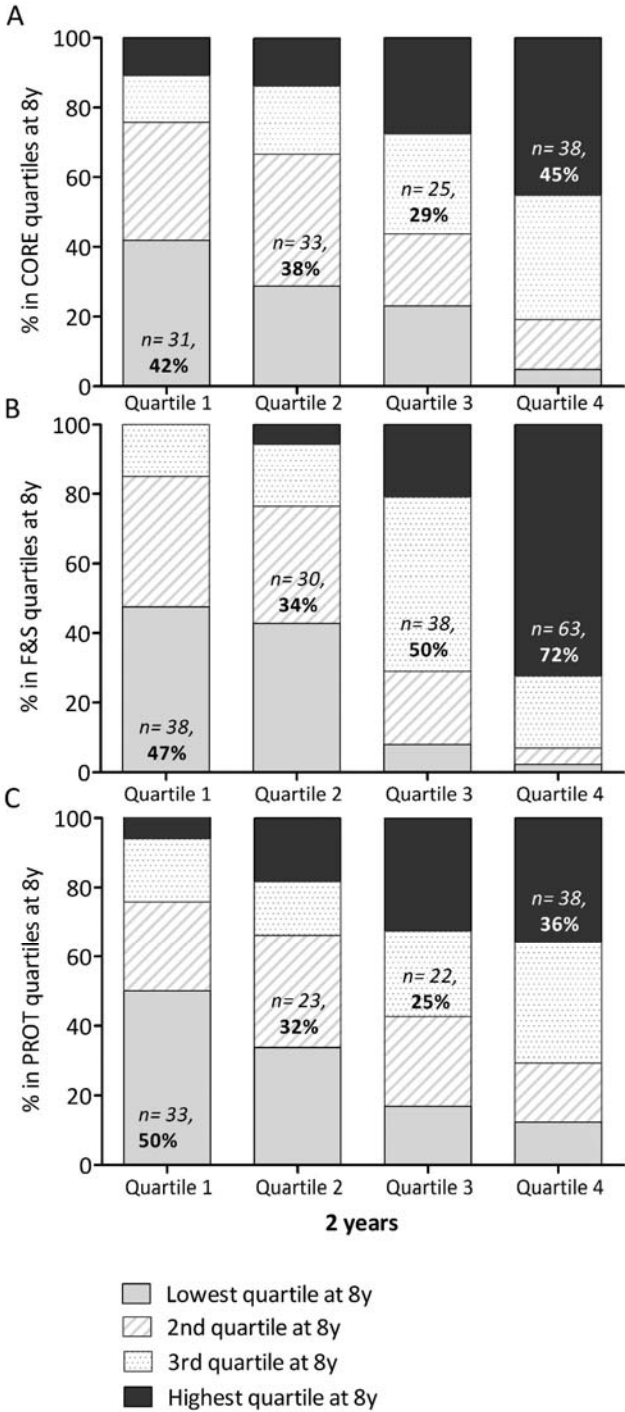 A
% in CORE quartiles at 8y
100
80
60
40
20
0
n= 31,
42%
n= 33,
38%
n= 25,
29%
n= 38,
45%
Quartile 1
Quartile 2
Quartile 3
Quartile 4
B
% in F&S quartiles at 8y
100
80
60
40
20
0
n= 38,
47%
n= 30,
34%
n= 38,
50%
n= 63,
72%
Quartile 1
Quartile 2
Quartile 3
Quartile 4
C
% in PROT quartiles at 8y
100
80
60
40
20
0
n= 33,
50%
n= 23,
32%
n= 22,
25%
n= 38,
36%
Quartile 1
Quartile 2
Quartile 3
Quartile 4
2 years
Lowest quartile at 8y
2nd quartile at 8y
3rd quartile at 8y
Highest quartile at 8y